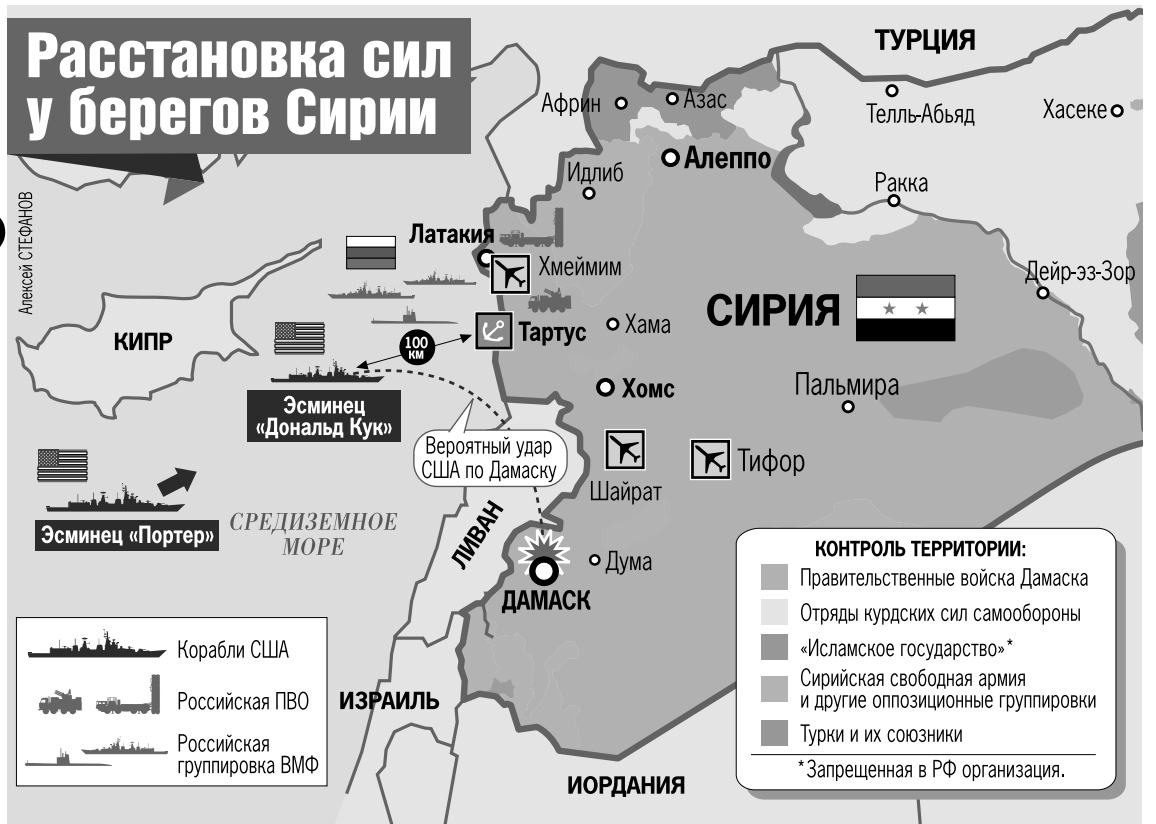 Расстановка сил
у берегов Сирии
Алексей СТЕФАНОВ
ТУРЦИЯ
Африн
Азас
Телль-Абьяд
Хасеке
Алеппо
Идлиб
Ракка
Латакия
Хмеймим
Дейр-эз-Зор
СИРИЯ
КИПР
100
км
Тартус
Хама
Эсминец
«Дональд Кук»
Хомс
Пальмира
Вероятный удар
США по Дамаску
Шайрат
Тифор
Эсминец «Портер»
СРЕДИЗЕМНОЕ
МОРЕ
ЛИВАН
Дума
ДАМАСК
КОНТРОЛЬ ТЕРРИТОРИИ:
Правительственные войска Дамаска
Отряды курдских сил самообороны
«Исламское государство»*
Сирийская свободная армия
и другие оппозиционные группировки
Турки и их союзники
*Запрещенная в РФ организация.
Корабли США
Российская ПВО
Российская
группировка ВМФ
ИЗРАИЛЬ
ИОРДАНИЯ